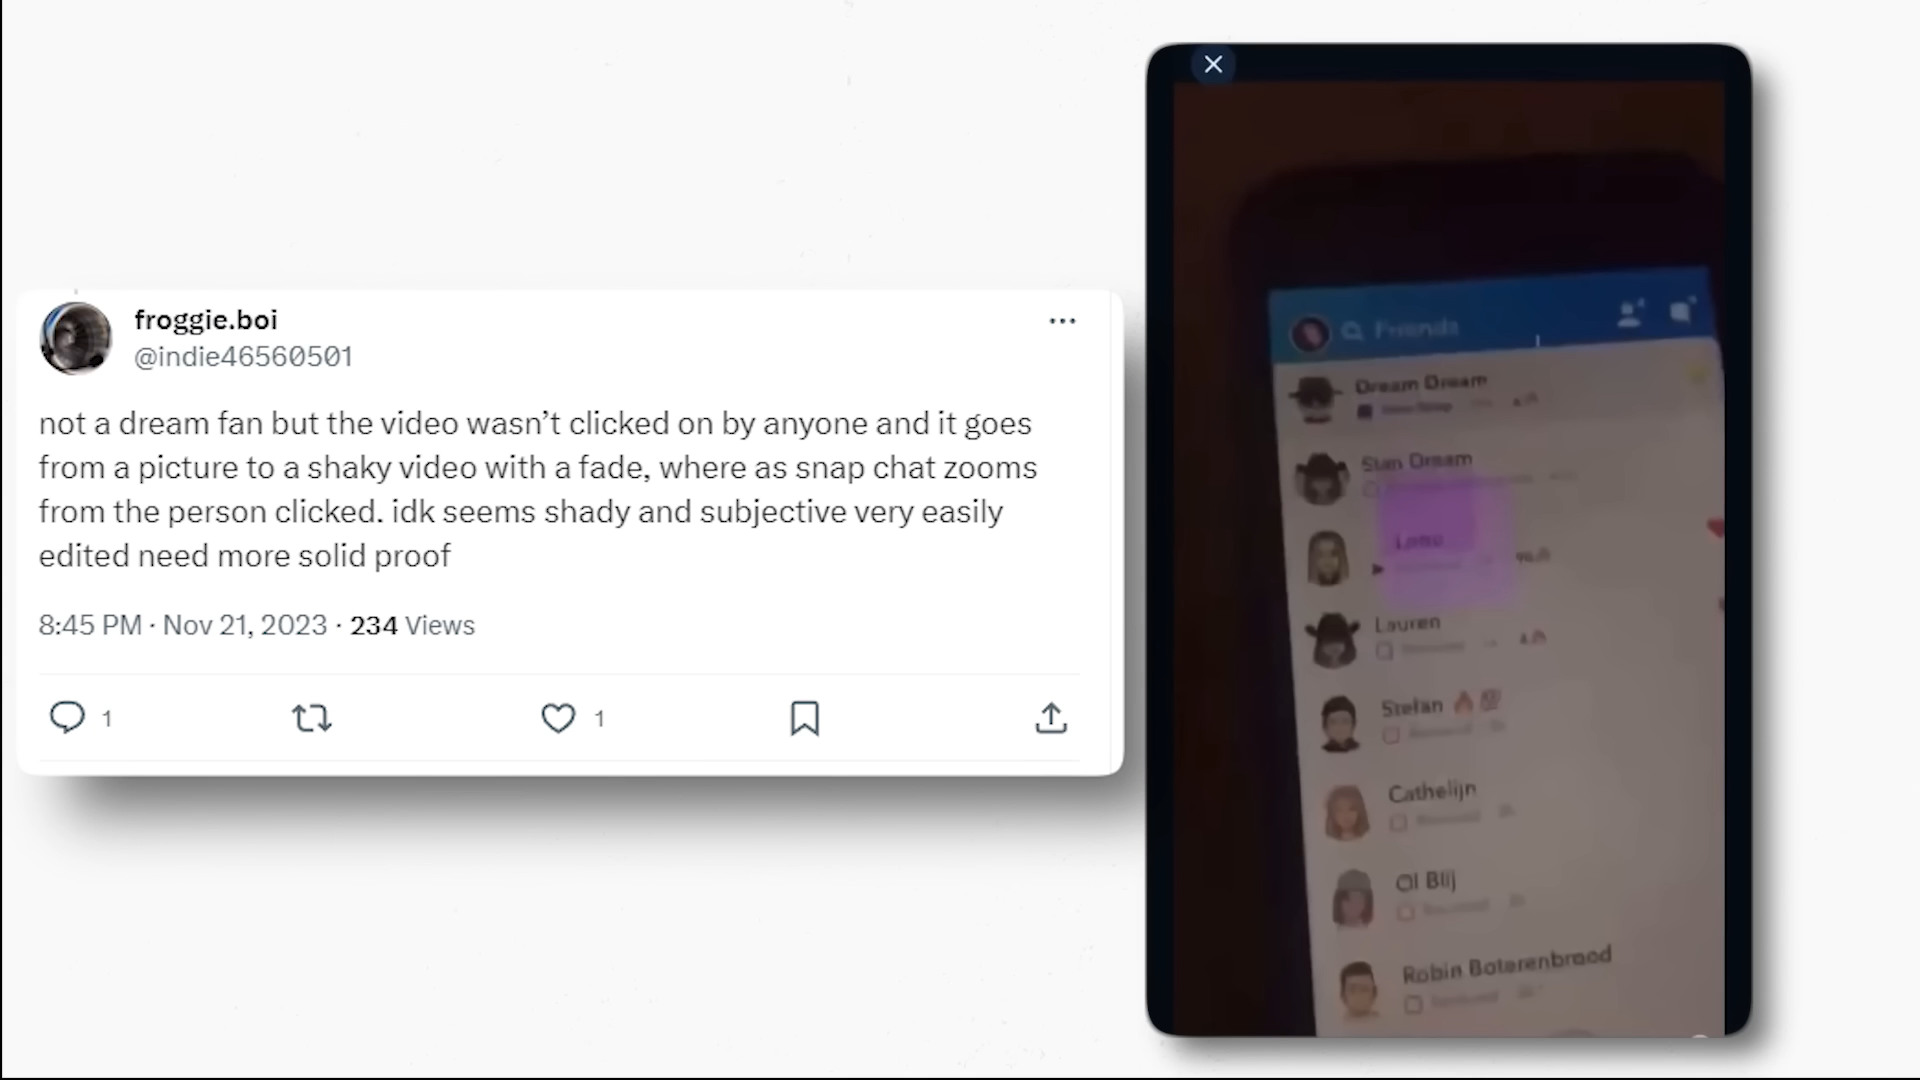 froggie.boi
@indie46560501
not a dream fan but the video wasn’t clicked on by anyone and it goes
from a picture to a shaky video with a fade, where as snap chat zooms
from the person clicked. idk seems shady and subjective very easily
edited need more solid proof
8:45 PM · Nov 21, 2023 · 234 Views
1
1
Friends
Dream Dream
Stan Dream
Lauren
Stefan 🔥💯
Cathelijn
Ol Blij
Robin Boterenbrood